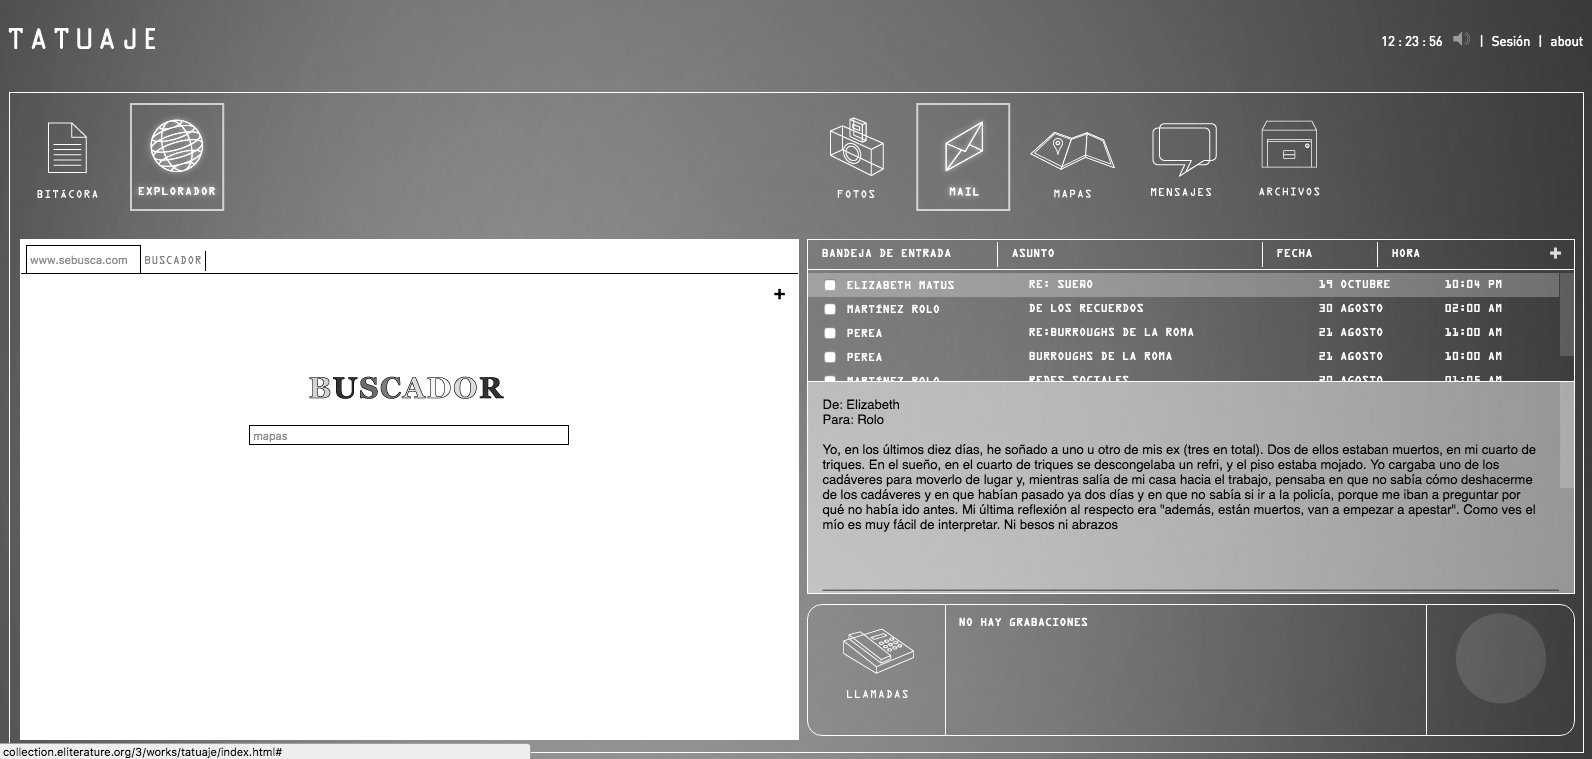 TATUAJE
12 : 23 : 56 | Sesión | about
BITÁCORA
EXPLORADOR
FOTOS
MAIL
MAPAS
MENSAJES
ARCHIVOS
www.sebusca.com
BUSCADOR
+
BUSCADOR
mapas
BANDEJA DE ENTRADA ASUNTO FECHA HORA +
ELIZABETH MATUS RE: SUEÑO 19 OCTUBRE 10:04 PM
MARTÍNEZ ROLO DE LOS RECUERDOS 30 AGOSTO 02:00 AM
PEREA RE:BURROUGHS DE LA ROMA 21 AGOSTO 11:00 AM
PEREA BURROUGHS DE LA ROMA 21 AGOSTO 10:00 AM
MARTÍNEZ ROLO REDES SOCIALES 20 AGOSTO 01:05 AM
De: Elizabeth
Para: Rolo
Yo, en los últimos diez días, he soñado a uno u otro de mis ex (tres en total). Dos de ellos estaban muertos, en mi cuarto de
triques. En el sueño, en el cuarto de triques se descongelaba un refri, y el piso estaba mojado. Yo cargaba uno de los
cadáveres para moverlo de lugar y, mientras salía de mi casa hacia el trabajo, pensaba en que no sabía cómo deshacerme
de los cadáveres y en que habían pasado ya dos días y en que no sabía si ir a la policía, porque me iban a preguntar por
qué no había ido antes. Mi última reflexión al respecto era "además, están muertos, van a empezar a apestar". Como ves el
mío es muy fácil de interpretar. Ni besos ni abrazos
LLAMADAS
NO HAY GRABACIONES
collection.eliterature.org/3/works/tatuaje/index.html#